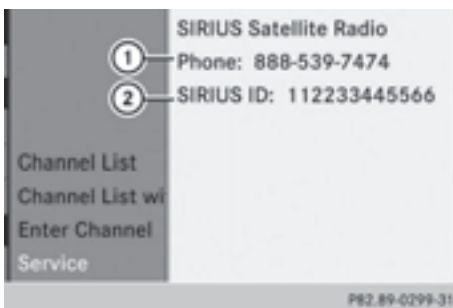 SIRIUS Satellite Radio
① Phone: 888-539-7474
② SIRIUS ID: 112233445566
Channel List
Channel List wi
Enter Channel
Service
P82.89-0299-31